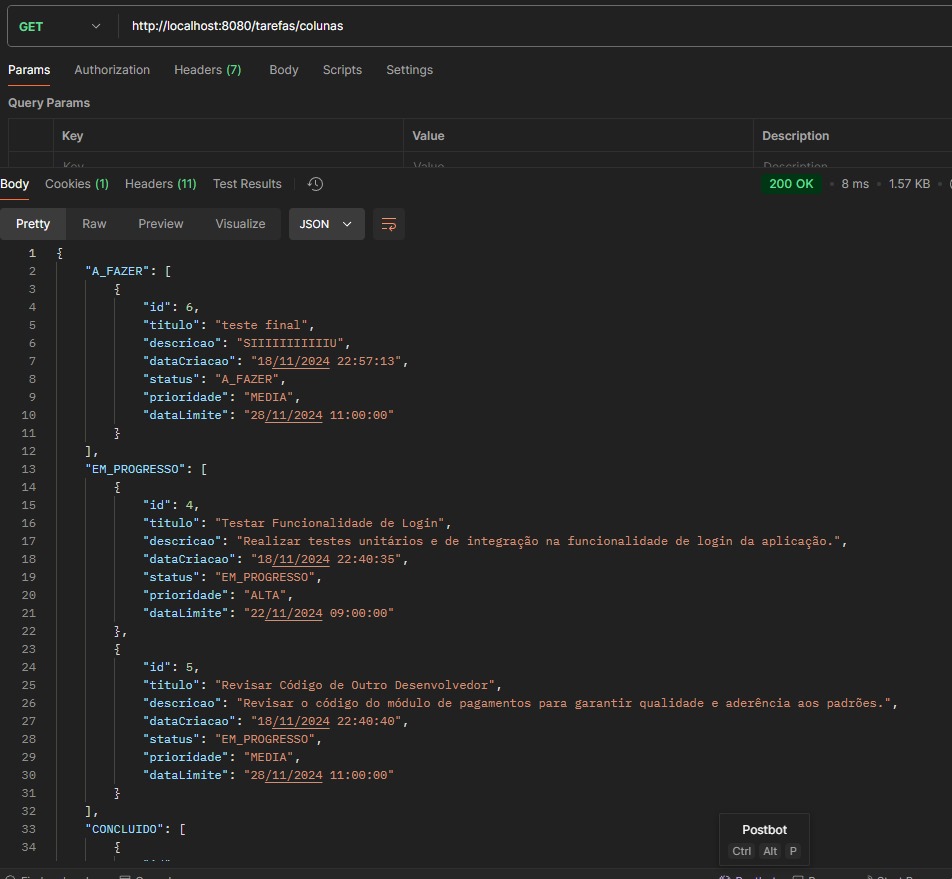 GET http://localhost:8080/tarefas/colunas
Params Authorization Headers (7) Body Scripts Settings
Query Params
Key Value Description
Key Value Description
Body Cookies (1) Headers (11) Test Results 200 OK 8 ms 1.57 KB
Pretty Raw Preview Visualize JSON
1 {
2 "A_FAZER": [
3 {
4 "id": 6,
5 "titulo": "teste final",
6 "descricao": "SIIIIIIIIIIIU",
7 "dataCriacao": "18/11/2024 22:57:13",
8 "status": "A_FAZER",
9 "prioridade": "MEDIA",
10 "dataLimite": "28/11/2024 11:00:00"
11 }
12 ],
13 "EM_PROGRESSO": [
14 {
15 "id": 4,
16 "titulo": "Testar Funcionalidade de Login",
17 "descricao": "Realizar testes unitários e de integração na funcionalidade de login da aplicação.",
18 "dataCriacao": "18/11/2024 22:40:35",
19 "status": "EM_PROGRESSO",
20 "prioridade": "ALTA",
21 "dataLimite": "22/11/2024 09:00:00"
22 },
23 {
24 "id": 5,
25 "titulo": "Revisar Código de Outro Desenvolvedor",
26 "descricao": "Revisar o código do módulo de pagamentos para garantir qualidade e aderência aos padrões.",
27 "dataCriacao": "18/11/2024 22:40:40",
28 "status": "EM_PROGRESSO",
29 "prioridade": "MEDIA",
30 "dataLimite": "28/11/2024 11:00:00"
31 }
32 ],
33 "CONCLUIDO": [
34 {
Postbot
Ctrl Alt P